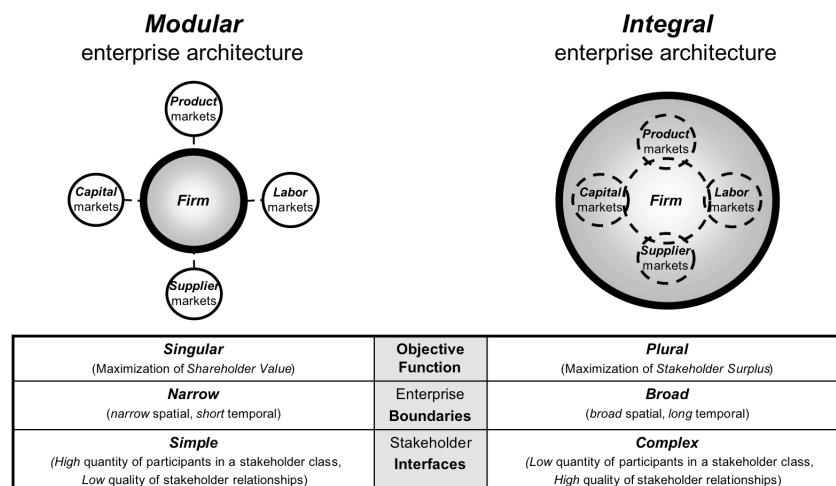 Modular
enterprise architecture
Product
markets
Capital
markets
Firm
Labor
markets
Supplier
markets
Integral
enterprise architecture
Product
markets
Capital
markets
Firm
Labor
markets
Supplier
markets
Singular
(Maximization of Shareholder Value)
Objective
Function
Plural
(Maximization of Stakeholder Surplus)
Narrow
(narrow spatial, short temporal)
Enterprise
Boundaries
Broad
(broad spatial, long temporal)
Simple
(High quantity of participants in a stakeholder class,
Low quality of stakeholder relationships)
Stakeholder
Interfaces
Complex
(Low quantity of participants in a stakeholder class,
High quality of stakeholder relationships)